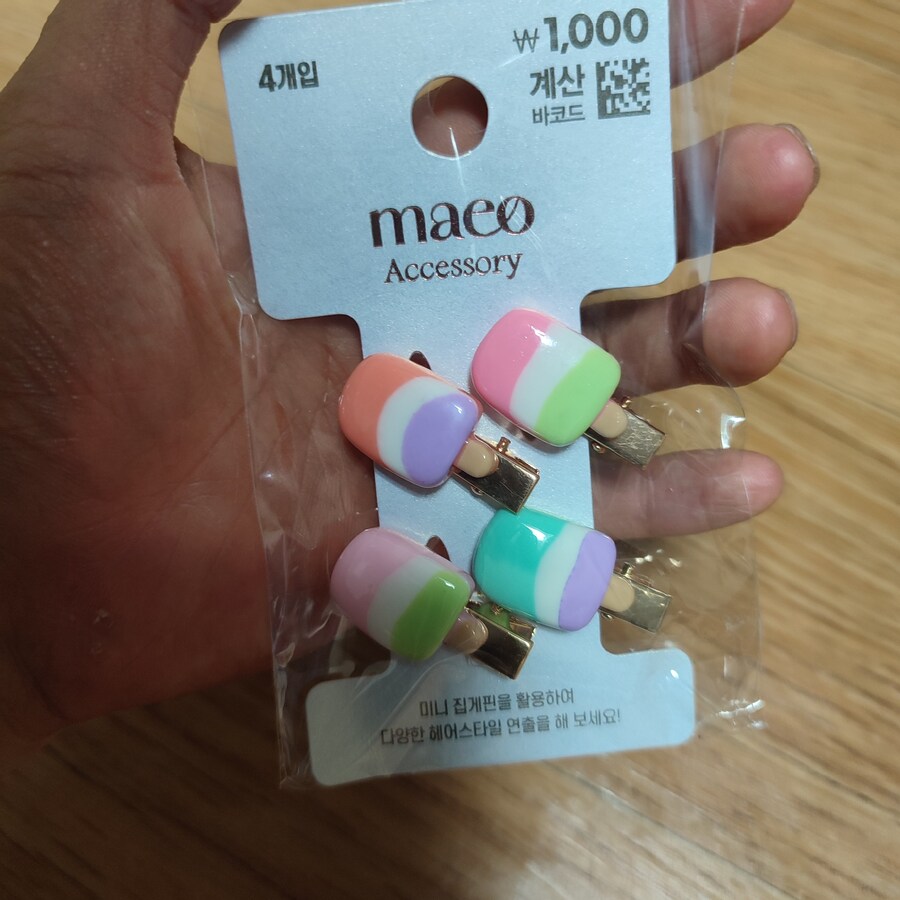 4개입
₩1,000
계산
바코드
maeo
Accessory
미니 집게핀을 활용하여
다양한 헤어스타일 연출을 해 보세요!